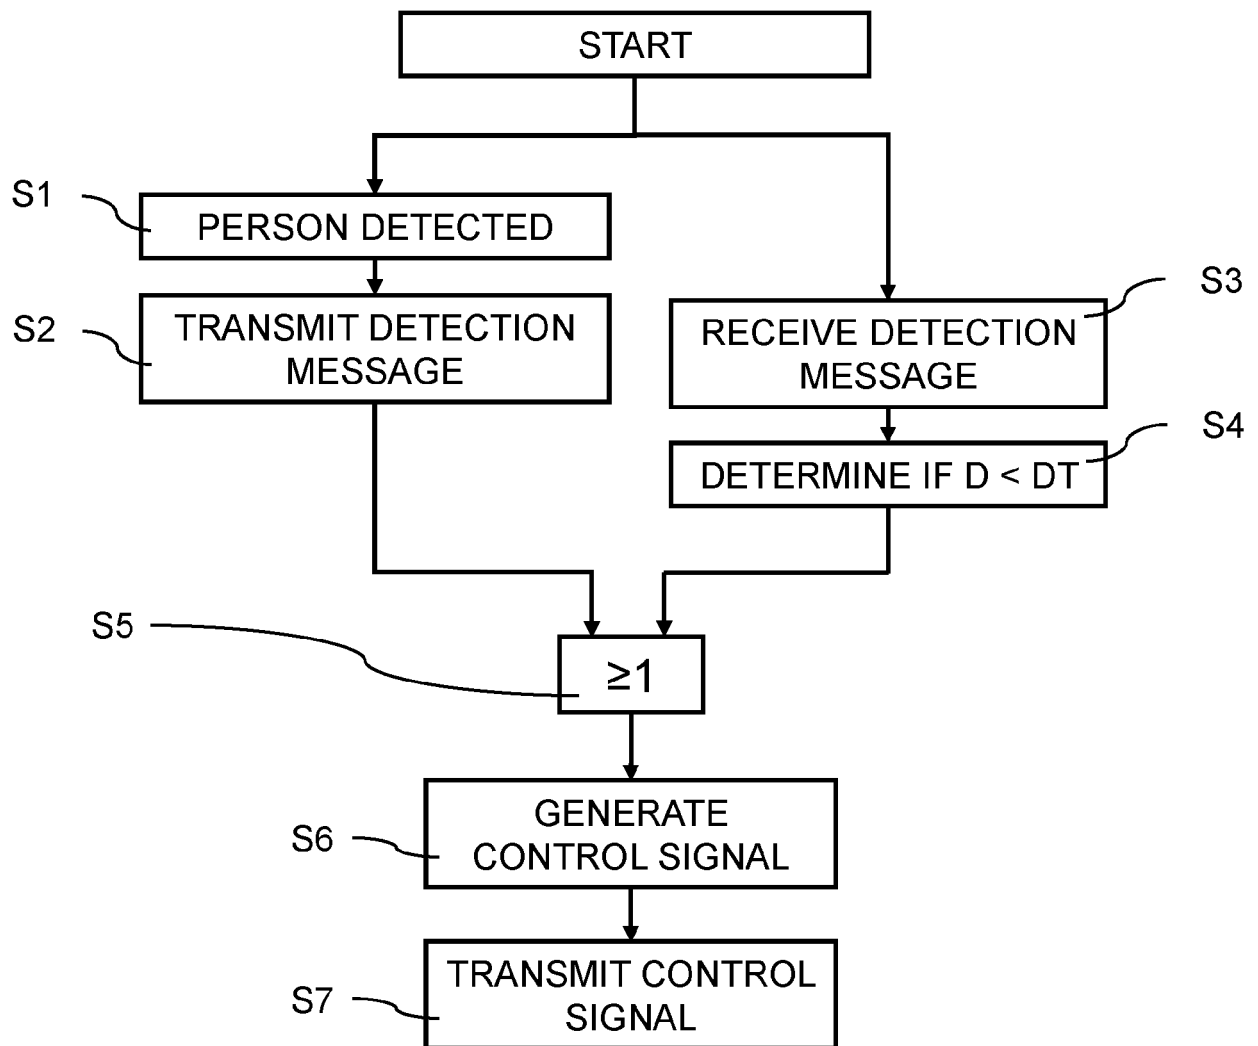 START
S1
PERSON DETECTED
S2
TRANSMIT DETECTION
MESSAGE
S3
RECEIVE DETECTION
MESSAGE
S4
DETERMINE IF D < DT
S5
≥1
S6
GENERATE
CONTROL SIGNAL
S7
TRANSMIT CONTROL
SIGNAL